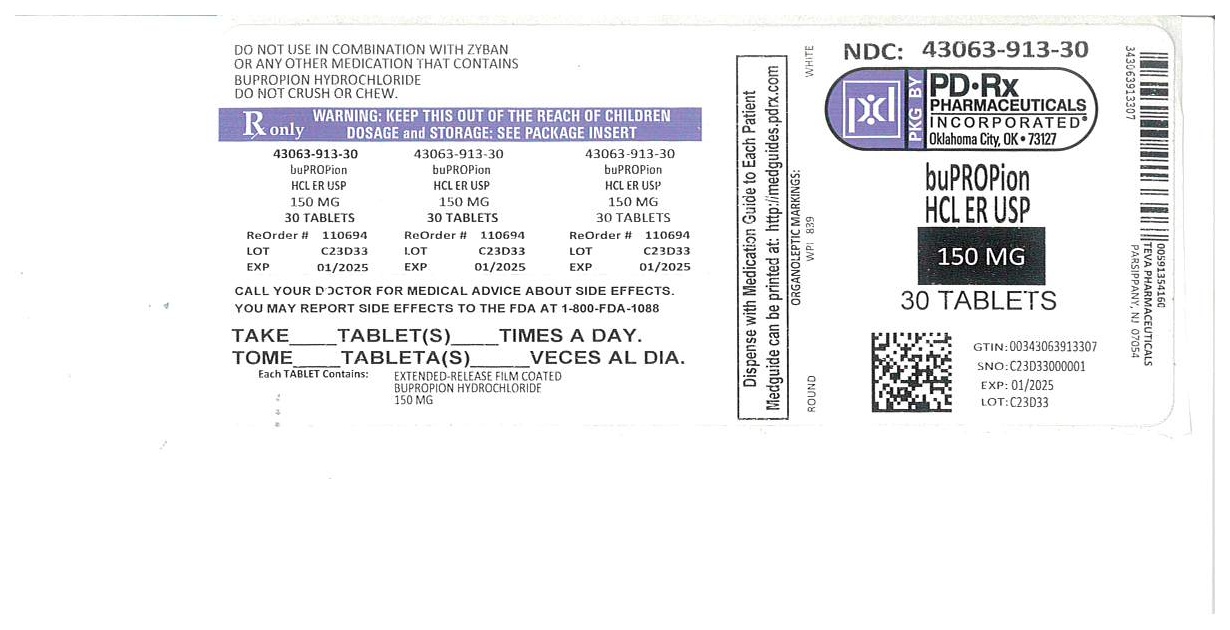 DO NOT USE IN COMBINATION WITH ZYBAN
OR ANY OTHER MEDICATION THAT CONTAINS
BUPROPION HYDROCHLORIDE
DO NOT CRUSH OR CHEW.
Rx only
WARNING: KEEP THIS OUT OF THE REACH OF CHILDREN
DOSAGE and STORAGE: SEE PACKAGE INSERT
43063-913-30 43063-913-30 43063-913-30
buPROPion buPROPion buPROPion
HCL ER USP HCL ER USP HCL ER USP
150 MG 150 MG 150 MG
30 TABLETS 30 TABLETS 30 TABLETS
ReOrder # 110694 ReOrder # 110694 ReOrder # 110694
LOT C23D33 LOT C23D33 LOT C23D33
EXP 01/2025 EXP 01/2025 EXP 01/2025
CALL YOUR DOCTOR FOR MEDICAL ADVICE ABOUT SIDE EFFECTS.
YOU MAY REPORT SIDE EFFECTS TO THE FDA AT 1-800-FDA-1088
TAKE____TABLET(S)____TIMES A DAY.
TOME____TABLETA(S)_____VECES AL DIA.
Each TABLET Contains: EXTENDED-RELEASE FILM COATED
BUPROPION HYDROCHLORIDE
150 MG
Dispense with Medication Guide to Each Patient
Medguide can be printed at: http://medguides.pdrx.com
ORGANOLEPTIC MARKINGS:
ROUND WPI 839 WHITE
NDC: 43063-913-30
PKG BY
PD·Rx
PHARMACEUTICALS
INCORPORATED®
Oklahoma City, OK • 73127
buPROPion
HCL ER USP
150 MG
30 TABLETS
GTIN: 00343063913307
SNO: C23D33000001
EXP: 01/2025
LOT: C23D33
343063913307
00591354160
TEVA PHARMACEUTICALS
PARSIPPANY, NJ 07054